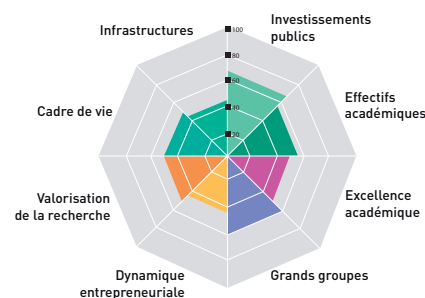 Infrastructures
Investissements
publics
100
80
60
40
20
Effectifs
académiques
Cadre de vie
Excellence
académique
Valorisation
de la recherche
Dynamique
entrepreneuriale
Grands groupes